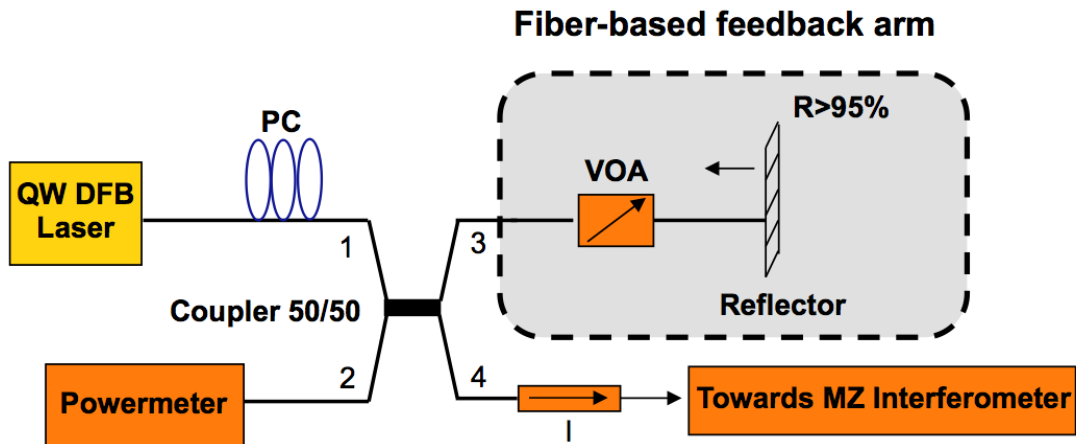 Fiber-based feedback arm
R>95%
PC
VOA
QW DFB
Laser
1
3
Reflector
Coupler 50/50
2
4
Powermeter
Towards MZ Interferometer
I